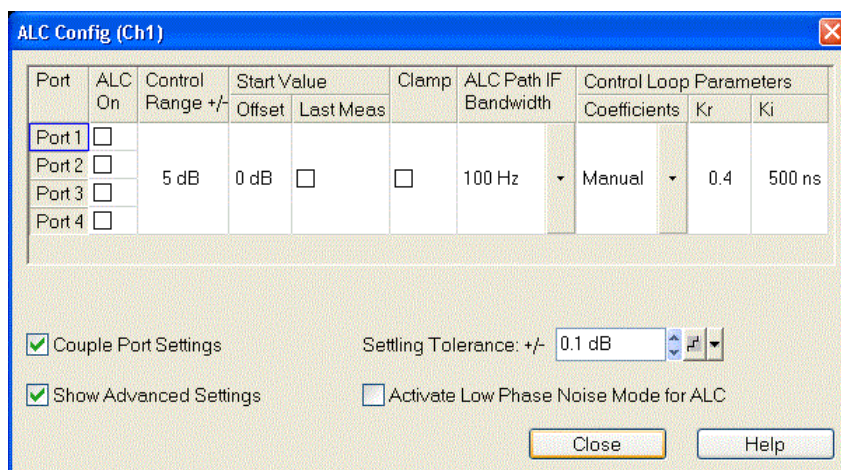 ALC Config (Ch1)
Port ALC On Control Range +/- Start Value Clamp ALC Path IF Bandwidth Control Loop Parameters
Offset Last Meas Coefficients Kr Ki
Port 1
Port 2
Port 3
Port 4
5 dB 0 dB 100 Hz Manual 0.4 500 ns
Couple Port Settings Settling Tolerance: +/- 0.1 dB
Show Advanced Settings Activate Low Phase Noise Mode for ALC
Close Help